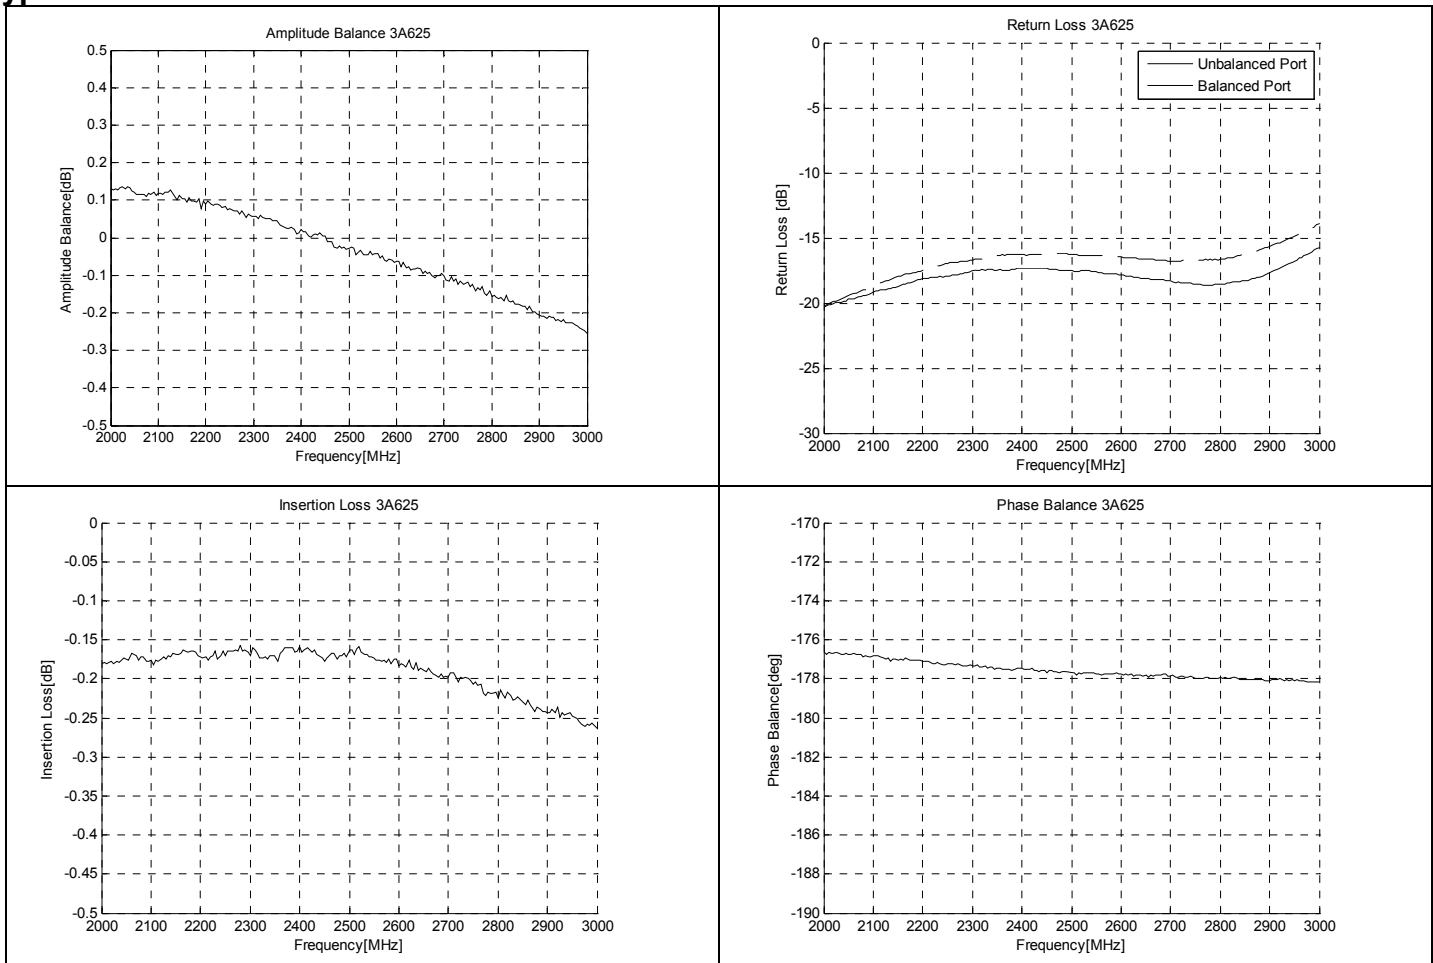 Amplitude Balance 3A625
0.5
0.4
0.3
0.2
0.1
0
-0.1
-0.2
-0.3
-0.4
-0.5
Amplitude Balance[dB]
2000 2100 2200 2300 2400 2500 2600 2700 2800 2900 3000
Frequency[MHz]
Return Loss 3A625
Unbalanced Port
Balanced Port
0
-5
-10
-15
-20
-25
-30
Return Loss [dB]
2000 2100 2200 2300 2400 2500 2600 2700 2800 2900 3000
Frequency[MHz]
Insertion Loss 3A625
0
-0.05
-0.1
-0.15
-0.2
-0.25
-0.3
-0.35
-0.4
-0.45
-0.5
Insertion Loss[dB]
2000 2100 2200 2300 2400 2500 2600 2700 2800 2900 3000
Frequency[MHz]
Phase Balance 3A625
-170
-172
-174
-176
-178
-180
-182
-184
-186
-188
-190
Phase Balance[deg]
2000 2100 2200 2300 2400 2500 2600 2700 2800 2900 3000
Frequency[MHz]